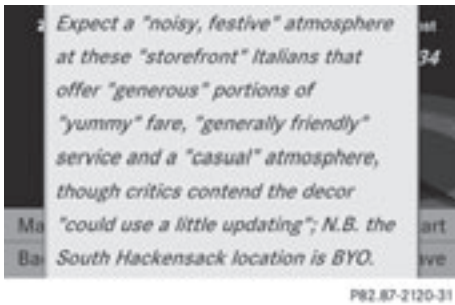 Expect a "noisy, festive" atmosphere
at these "storefront" Italians that
34
offer "generous" portions of
"yummy" fare, "generally friendly"
service and a "casual" atmosphere,
though critics contend the decor
"could use a little updating"; N.B. the
South Hackensack location is BYO.
P82.87-2120-31